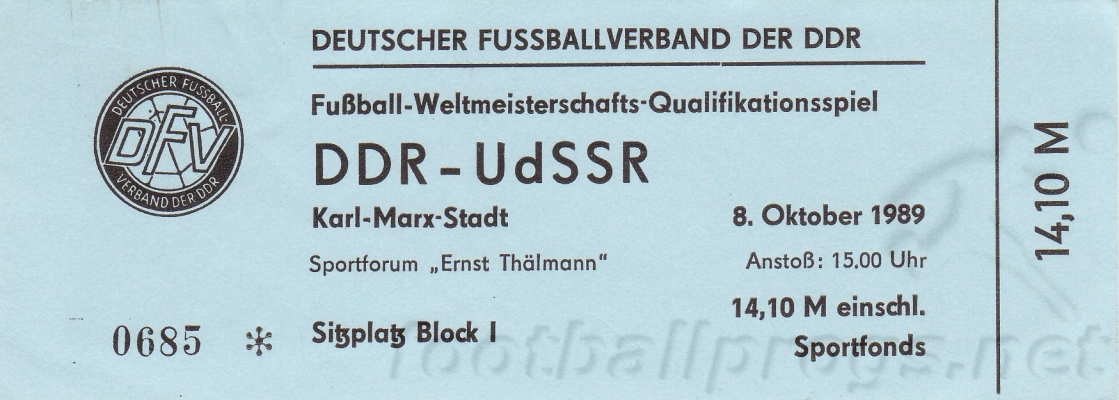 DEUTSCHER FUSSBALLVERBAND DER DDR
DEUTSCHER FUSSBALL-
DFV
VERBAND DER DDR
Fußball-Weltmeisterschafts-Qualifikationsspiel
DDR-UdSSR
Karl-Marx-Stadt
8. Oktober 1989
Sportforum „Ernst Thälmann“
Anstoß: 15.00 Uhr
14,10 M einschl.
Sportfonds
0685 *
Sitzplatz Block I
14,10 M
footballprogs.net